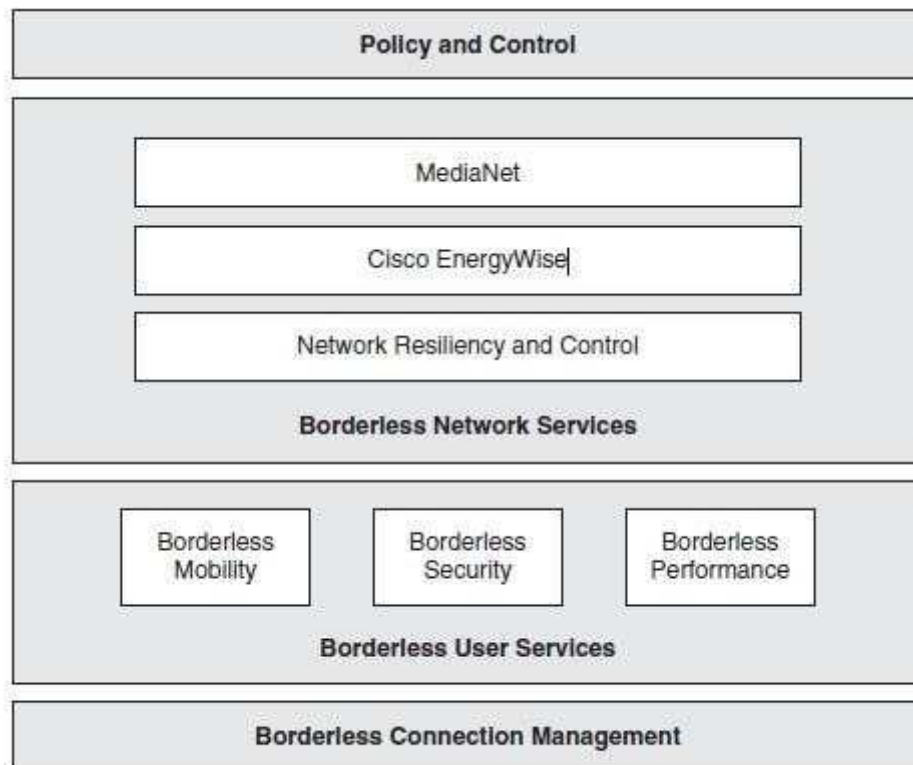 Policy and Control
MediaNet
Cisco EnergyWise
Network Resiliency and Control
Borderless Network Services
Borderless
Mobility
Borderless
Security
Borderless
Performance
Borderless User Services
Borderless Connection Management